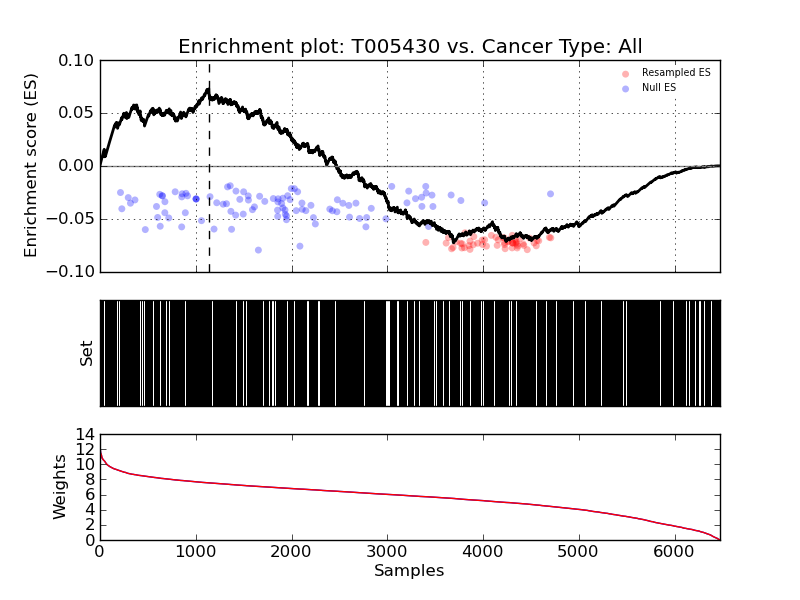 Enrichment plot: T005430 vs. Cancer Type: All
Enrichment score (ES)
0.10
0.05
0.00
−0.05
−0.10
Resampled ES
Null ES
Set
Weights
14
12
10
8
6
4
2
0
0 1000 2000 3000 4000 5000 6000
Samples